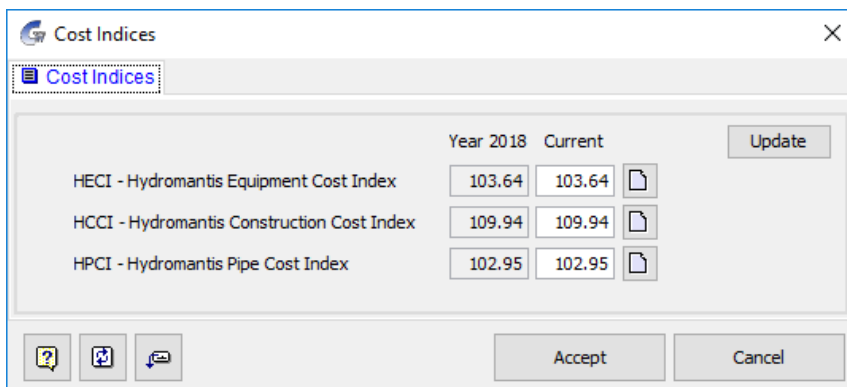 Cost Indices
Cost Indices
Year 2018 Current Update
HECI - Hydromantis Equipment Cost Index 103.64 103.64
HCCI - Hydromantis Construction Cost Index 109.94 109.94
HPCI - Hydromantis Pipe Cost Index 102.95 102.95
Accept Cancel